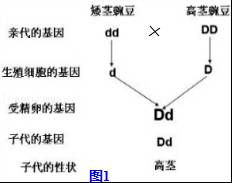 矮茎豌豆 高茎豌豆
亲代的基因 dd × DD
生殖细胞的基因 d D
受精卵的基因 Dd
子代的基因 Dd
子代的性状 高茎
图1